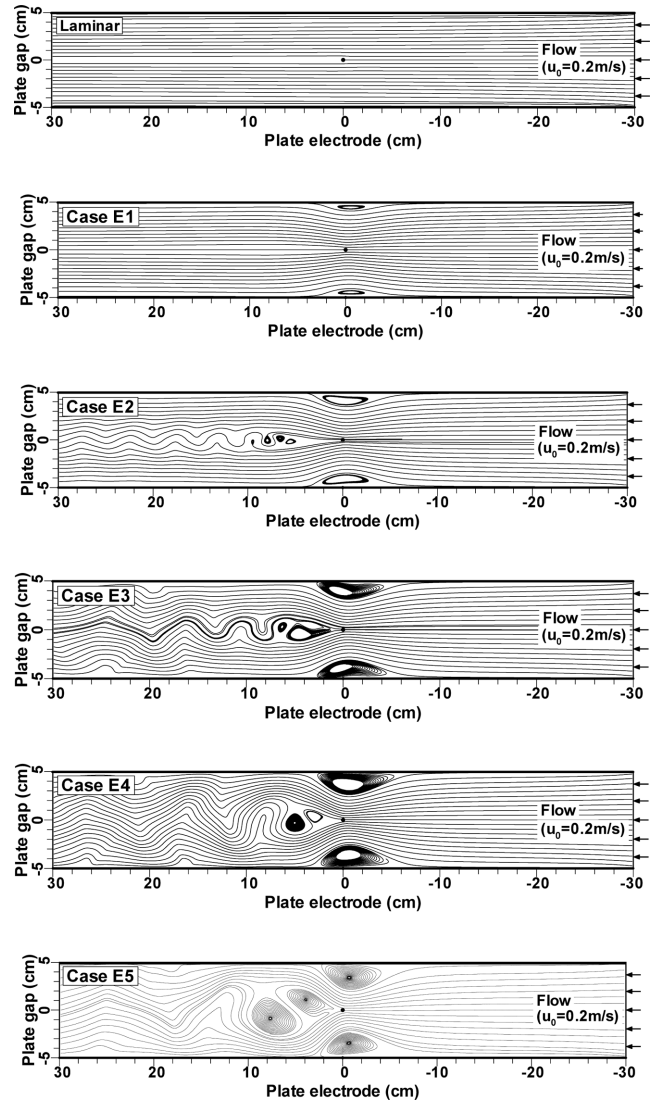 Laminar
Plate gap (cm)
5
0
-5
Flow
(u0=0.2m/s)
30 20 10 0 -10 -20 -30
Plate electrode (cm)
Case E1
Plate gap (cm)
5
0
-5
Flow
(u0=0.2m/s)
30 20 10 0 -10 -20 -30
Plate electrode (cm)
Case E2
Plate gap (cm)
5
0
-5
Flow
(u0=0.2m/s)
30 20 10 0 -10 -20 -30
Plate electrode (cm)
Case E3
Plate gap (cm)
5
0
-5
Flow
(u0=0.2m/s)
30 20 10 0 -10 -20 -30
Plate electrode (cm)
Case E4
Plate gap (cm)
5
0
-5
Flow
(u0=0.2m/s)
30 20 10 0 -10 -20 -30
Plate electrode (cm)
Case E5
Plate gap (cm)
5
0
-5
Flow
(u0=0.2m/s)
30 20 10 0 -10 -20 -30
Plate electrode (cm)